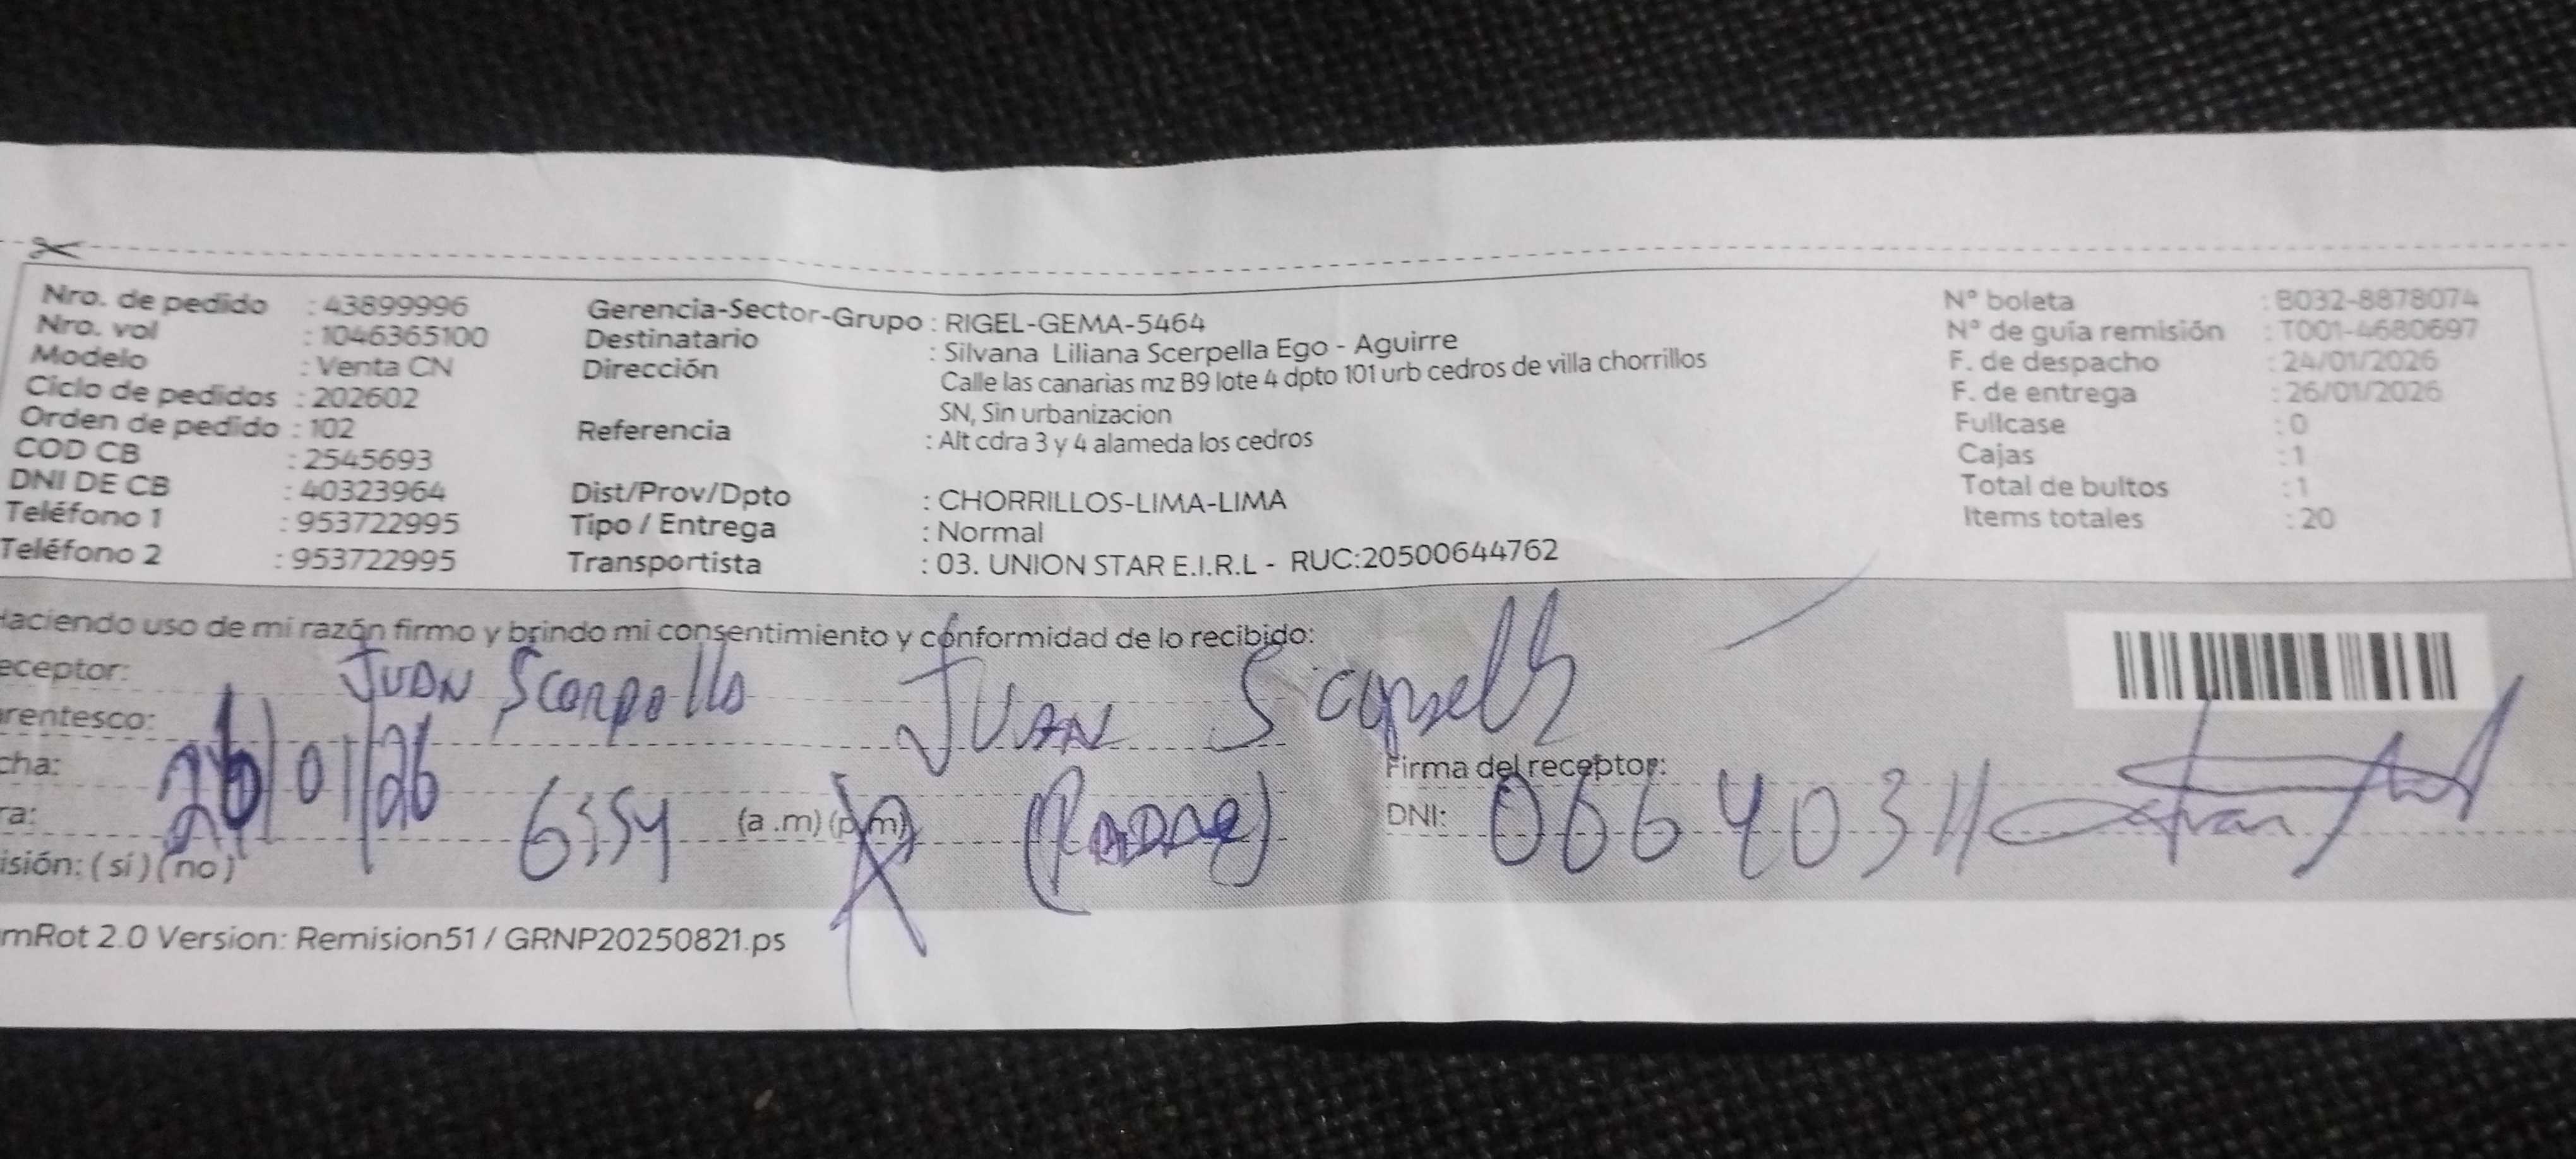 Nro. de pedido : 43899996
Nro. vol : 1046365100
Modelo : Venta CN
Ciclo de pedidos : 202602
Orden de pedido : 102
COD CB : 2545693
DNI DE CB : 40323964
Teléfono 1 : 953722995
Teléfono 2 : 953722995
Gerencia-Sector-Grupo : RIGEL-GEMA-5464
Destinatario : Silvana Liliana Scerpella Ego - Aguirre
Dirección Calle las canarias mz B9 lote 4 dpto 101 urb cedros de villa chorrillos
SN, Sin urbanizacion
Referencia : Alt cdra 3 y 4 alameda los cedros
Dist/Prov/Dpto : CHORRILLOS-LIMA-LIMA
Tipo / Entrega : Normal
Transportista : 03. UNION STAR E.I.R.L - RUC:20500644762
N° boleta : B032-8878074
N° de guía remisión : T001-4680697
F. de despacho : 24/01/2026
F. de entrega : 26/01/2026
Fullcase : 0
Cajas : 1
Total de bultos : 1
Items totales : 20
Haciendo uso de mi razón firmo y brindo mi consentimiento y conformidad de lo recibido:
eceptor: JUAN Scerpella JUAN Scerpella
arentesco:
cha: 26/01/26 Firma del receptor:
ra: (a .m) (p.m) (PADRE) DNI:
isión: (sí) (no)
mRot 2.0 Version: Remision51 / GRNP20250821.ps